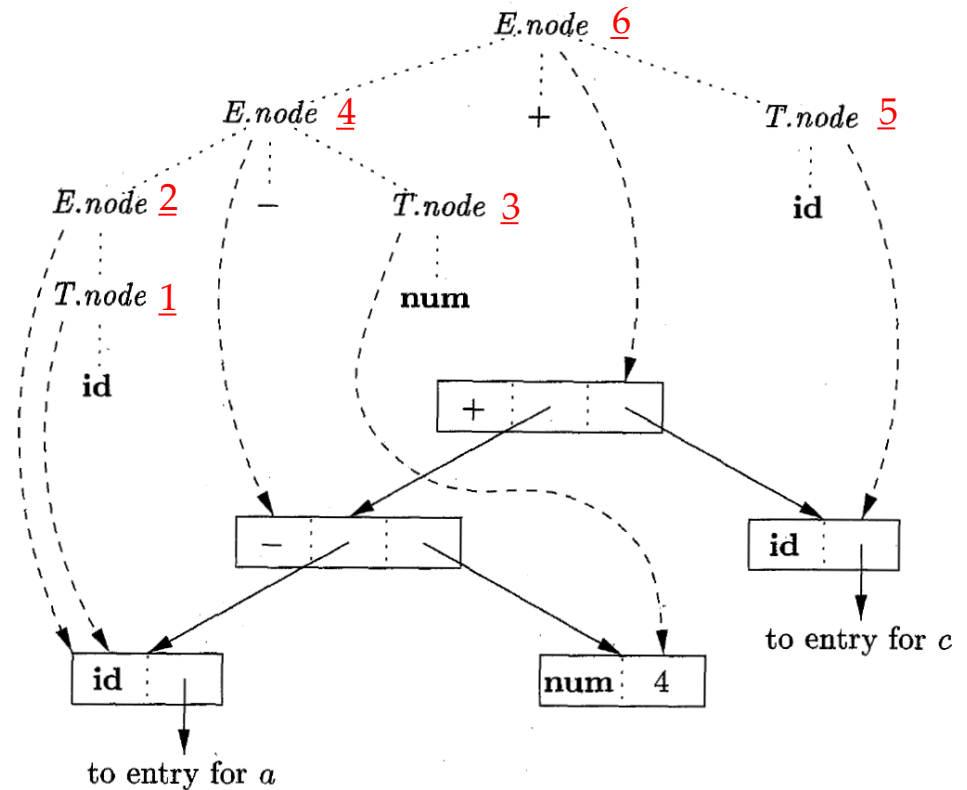 E.node 6
E.node 4
+
T.node 5
E.node 2
−
T.node 3
id
T.node 1
num
id
+
−
id
to entry for c
id
num 4
to entry for a